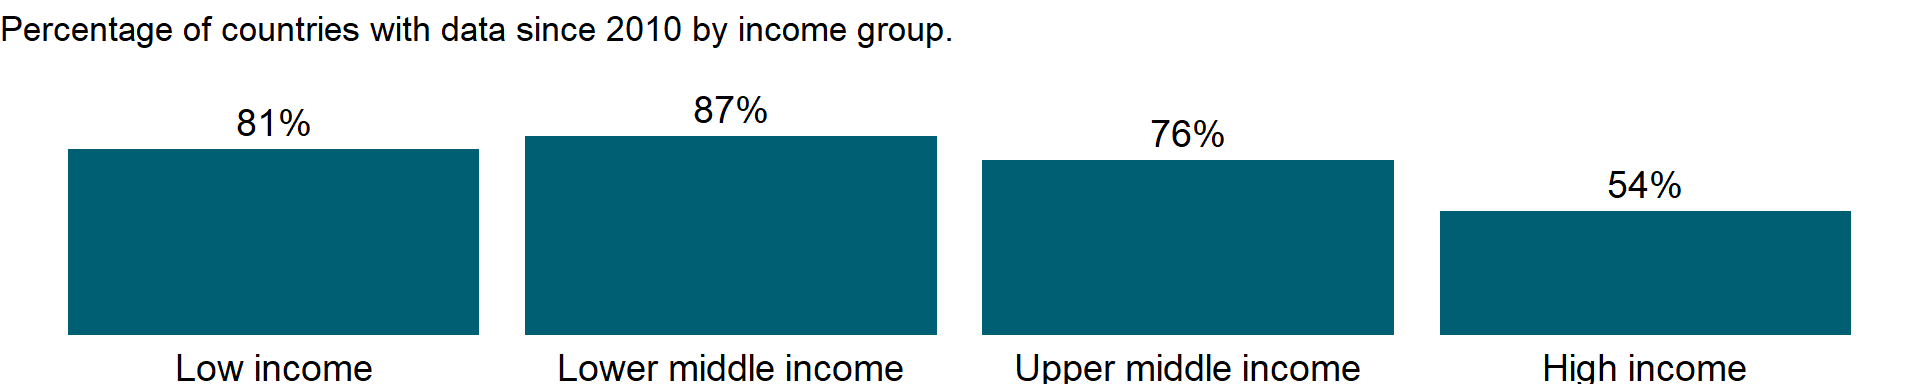 Percentage of countries with data since 2010 by income group.
81%
87%
76%
54%
Low income
Lower middle income
Upper middle income
High income